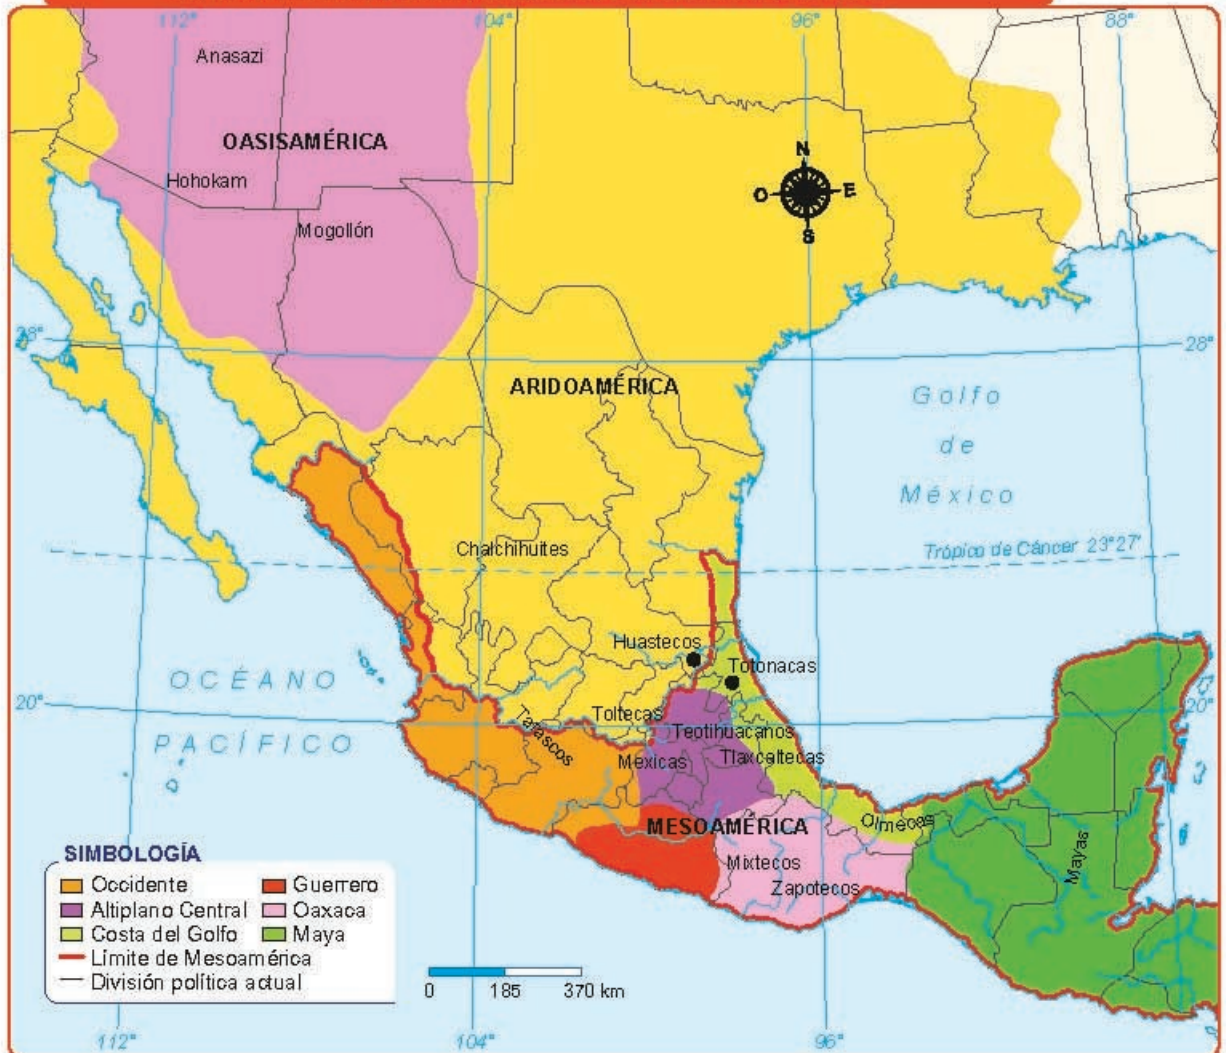 112°
104°
96°
88°
Anasazi
OASISAMÉRICA
Hohokam
Mogollón
N
O
E
S
28°
28°
ARIDOAMÉRICA
Golfo
de
México
Chalchihuites
Trópico de Cáncer 23°27'
Huastecos
Totonacas
OCÉANO
PACÍFICO
20°
20°
Tarascos
Toltecas
Teotihuacanos
Mexicas
Tlaxcaltecas
MESOAMÉRICA
Olmecas
Mayas
Mixtecos
Zapotecos
SIMBOLOGÍA
Occidente
Guerrero
Altiplano Central
Oaxaca
Costa del Golfo
Maya
Límite de Mesoamérica
División política actual
0 185 370 km
112°
104°
96°